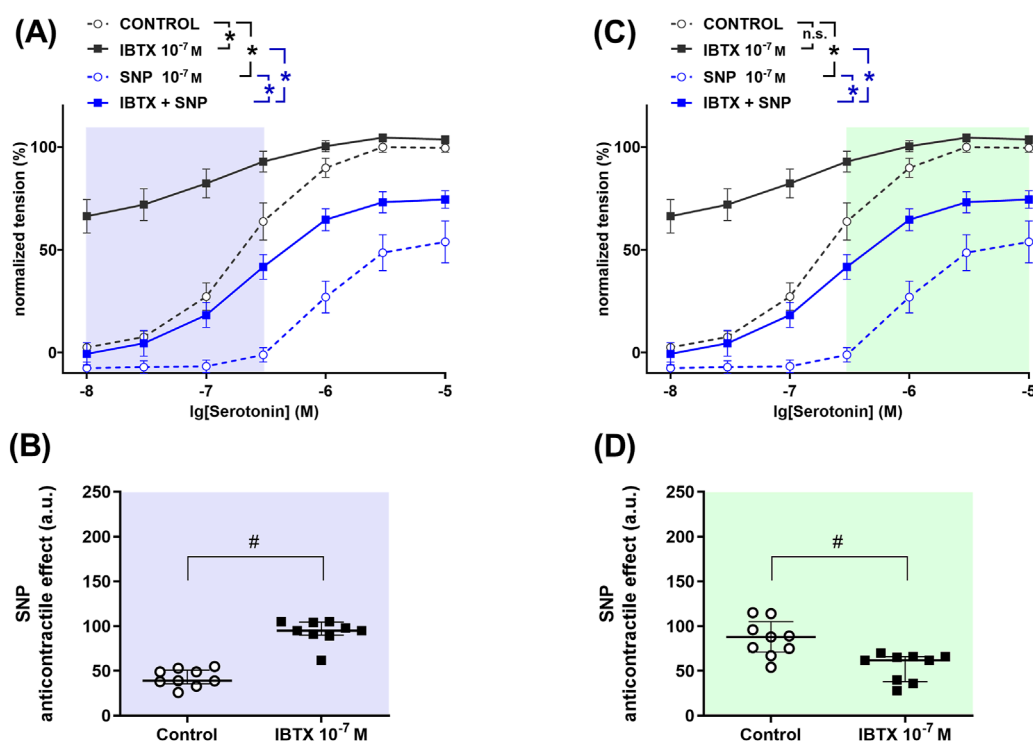 (A)
CONTROL
*
IBTX 10⁻⁷ M
*
SNP 10⁻⁷ M
*
*
IBTX + SNP
normalized tension (%)
100
50
0
-8
-7
-6
-5
lg[Serotonin] (M)
(C)
CONTROL
n.s.
IBTX 10⁻⁷ M
*
SNP 10⁻⁷ M
*
*
IBTX + SNP
normalized tension (%)
100
50
0
-8
-7
-6
-5
lg[Serotonin] (M)
(B)
SNP
anticontractile effect (a.u.)
250
200
150
100
50
0
#
Control
IBTX 10⁻⁷ M
(D)
SNP
anticontractile effect (a.u.)
250
200
150
100
50
0
#
Control
IBTX 10⁻⁷ M